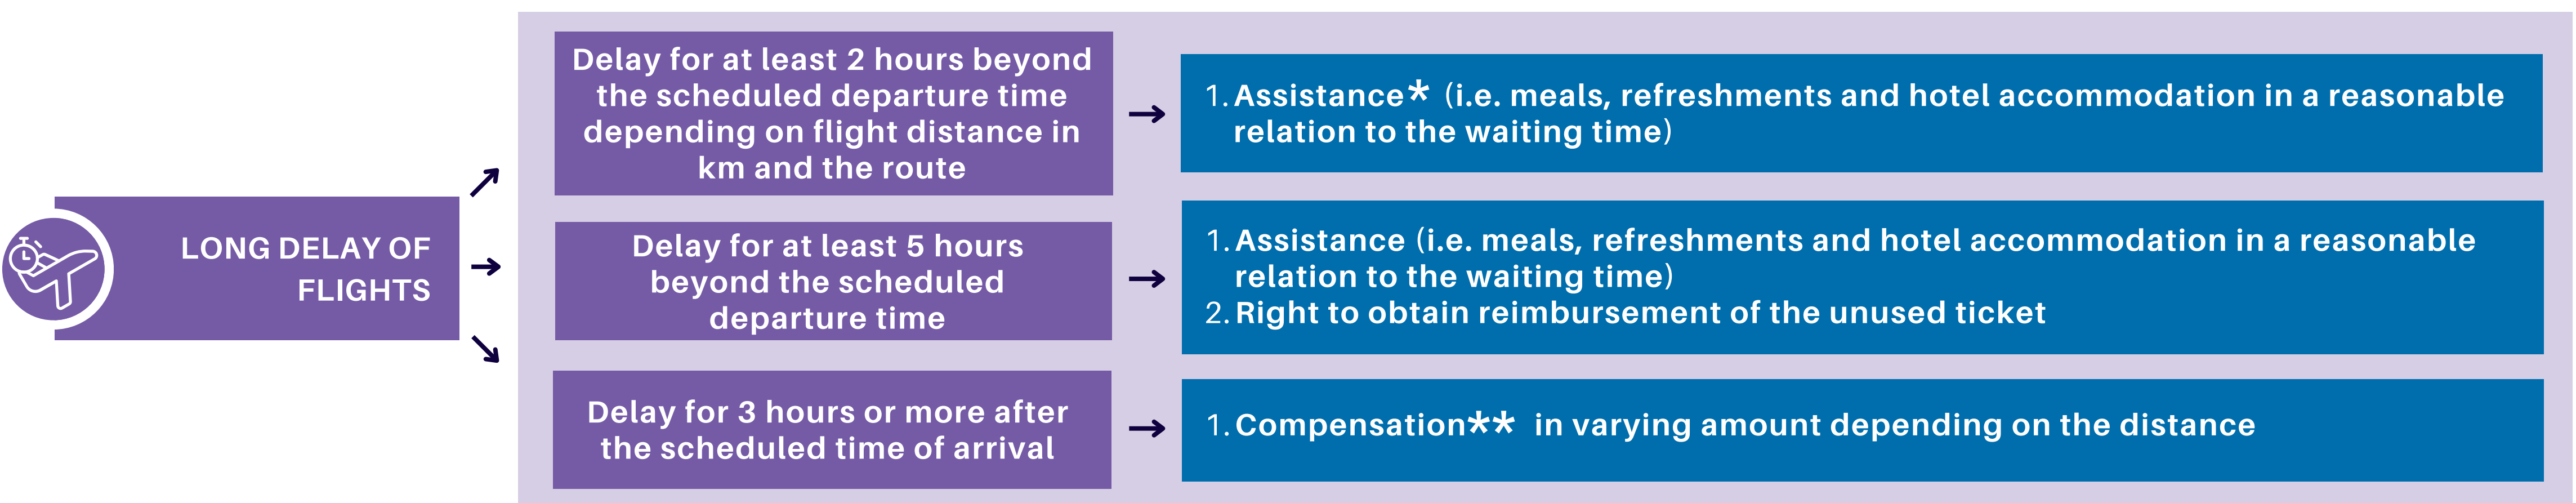 LONG DELAY OF
FLIGHTS
Delay for at least 2 hours beyond
the scheduled departure time
depending on flight distance in
km and the route
1. Assistance* (i.e. meals, refreshments and hotel accommodation in a reasonable
relation to the waiting time)
Delay for at least 5 hours
beyond the scheduled
departure time
1. Assistance (i.e. meals, refreshments and hotel accommodation in a reasonable
relation to the waiting time)
2. Right to obtain reimbursement of the unused ticket
Delay for 3 hours or more after
the scheduled time of arrival
1. Compensation** in varying amount depending on the distance